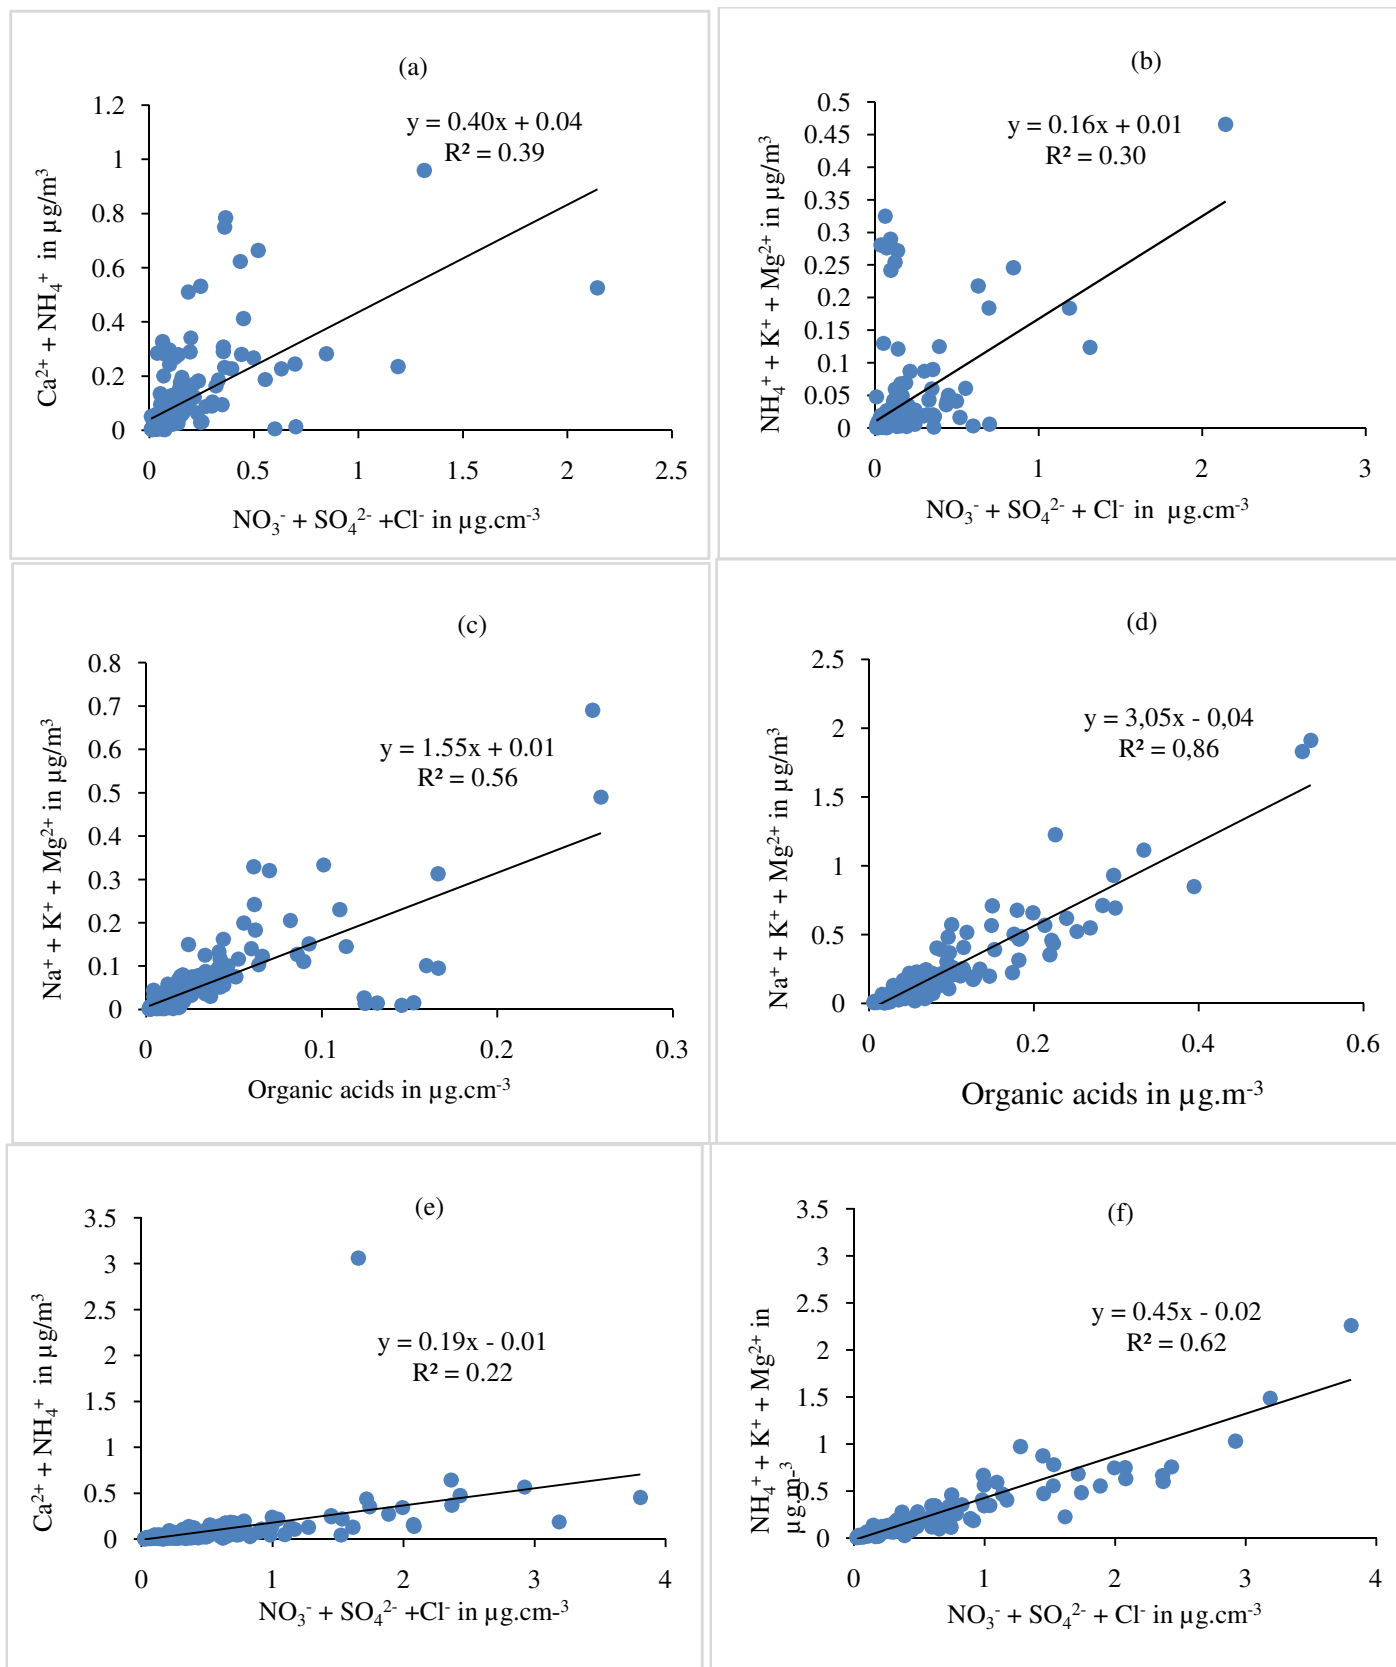 (a)
1.2
1
0.8
0.6
0.4
0.2
0
y = 0.40x + 0.04
R² = 0.39
Ca²⁺ + NH₄⁺ in µg/m³
0 0.5 1 1.5 2 2.5
NO₃⁻ + SO₄²⁻ +Cl⁻ in µg.cm⁻³
(b)
0.5
0.45
0.4
0.35
0.3
0.25
0.2
0.15
0.1
0.05
0
y = 0.16x + 0.01
R² = 0.30
NH₄⁺ + K⁺ + Mg²⁺ in µg/m³
0 1 2 3
NO₃⁻ + SO₄²⁻ + Cl⁻ in µg.cm⁻³
(c)
0.8
0.7
0.6
0.5
0.4
0.3
0.2
0.1
0
y = 1.55x + 0.01
R² = 0.56
Na⁺ + K⁺ + Mg²⁺ in µg/m³
0 0.1 0.2 0.3
Organic acids in µg.cm⁻³
(d)
2.5
2
1.5
1
0.5
0
y = 3,05x - 0,04
R² = 0,86
Na⁺ + K⁺ + Mg²⁺ in µg/m³
0 0.2 0.4 0.6
Organic acids in µg.m⁻³
(e)
3.5
3
2.5
2
1.5
1
0.5
0
y = 0.19x - 0.01
R² = 0.22
Ca²⁺ + NH₄⁺ in µg/m³
0 1 2 3 4
NO₃⁻ + SO₄²⁻ +Cl⁻ in µg.cm-³
(f)
3.5
3
2.5
2
1.5
1
0.5
0
y = 0.45x - 0.02
R² = 0.62
NH₄⁺ + K⁺ + Mg²⁺ in
µg.m-³
0 1 2 3 4
NO₃⁻ + SO₄²⁻ + Cl⁻ in µg.cm⁻³